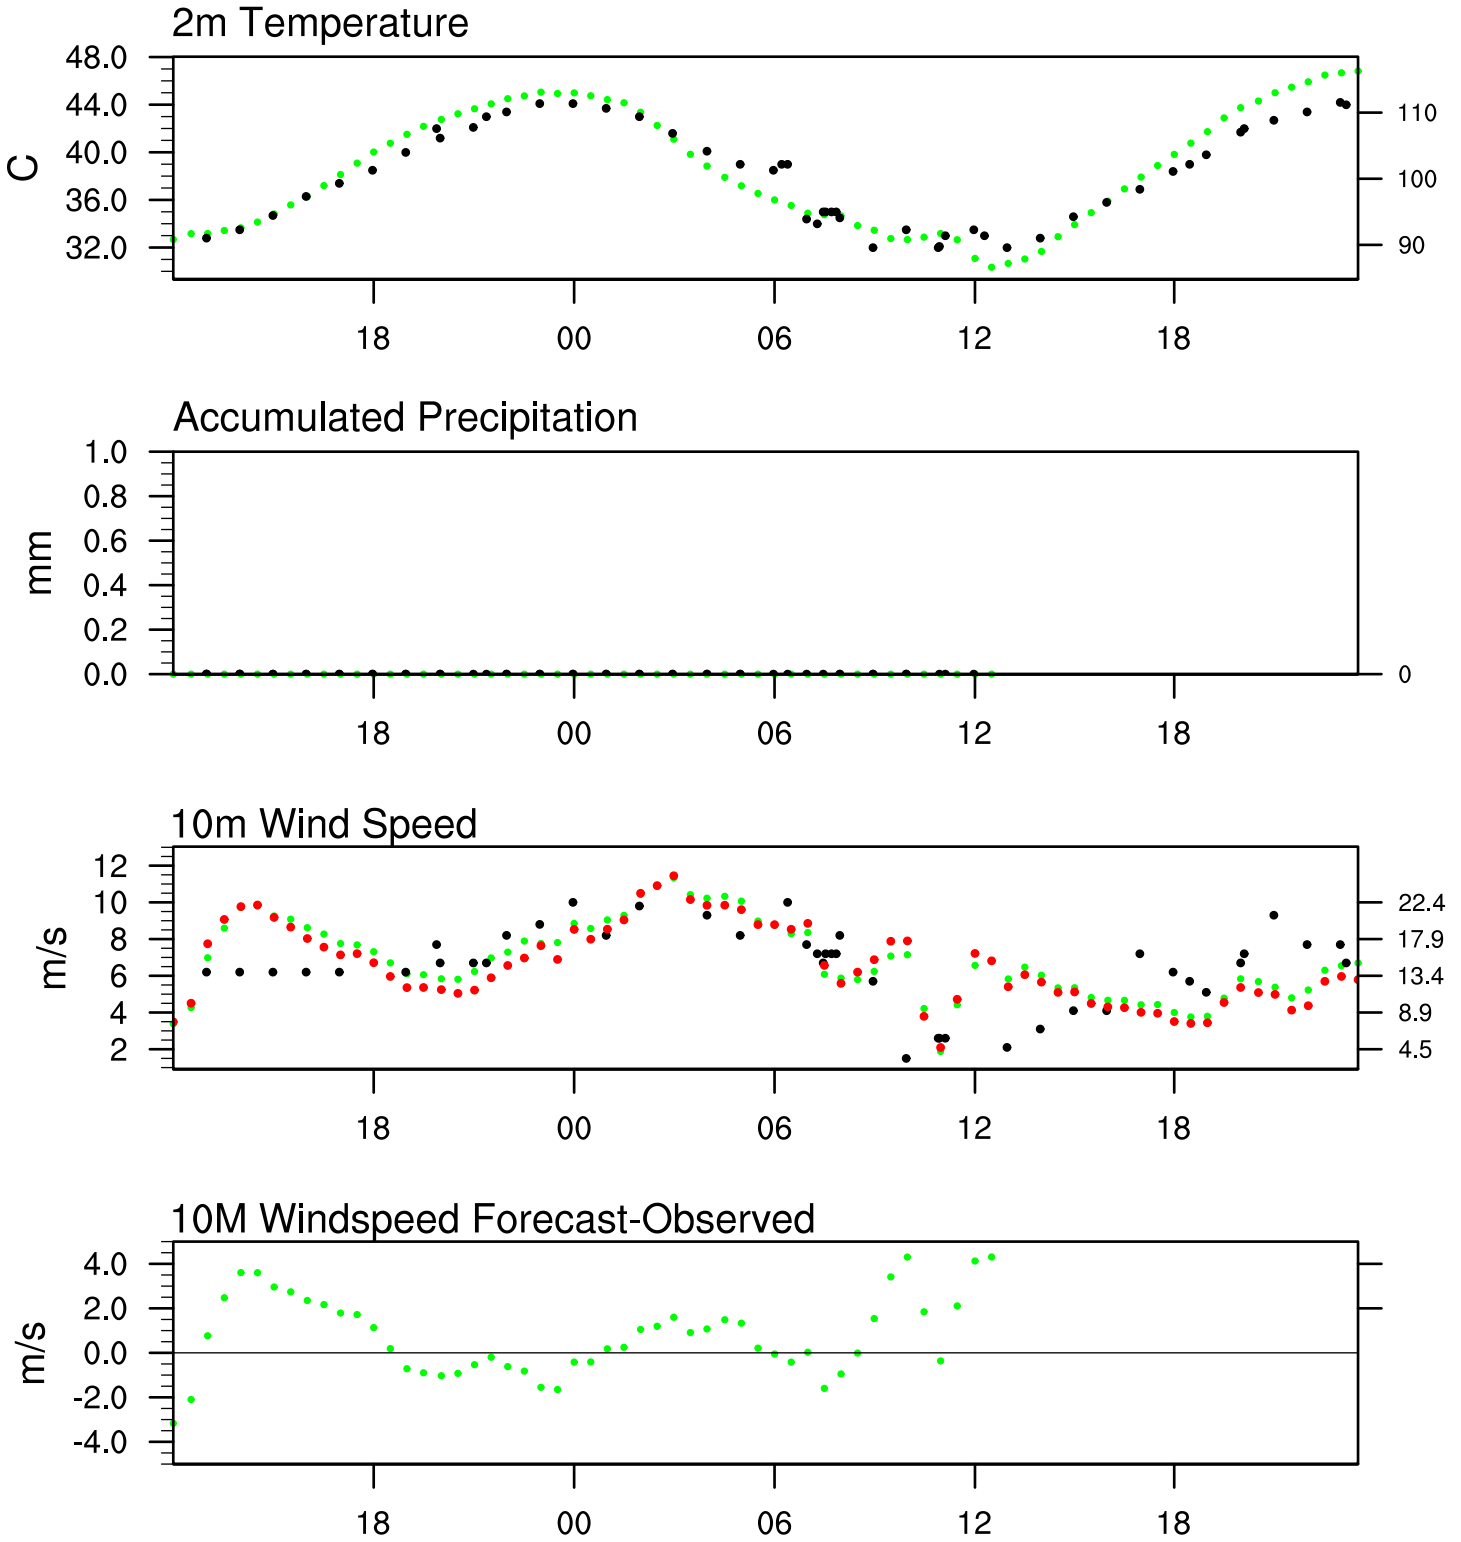 2m Temperature
48.0
44.0
110
40.0
C
100
36.0
32.0
90
18 00 06 12 18
Accumulated Precipitation
1.0
0.8
0.6
mm
0.4
0.2
0.0 0
18 00 06 12 18
10m Wind Speed
12
10 22.4
8 17.9
m/s
6 13.4
4 8.9
2 4.5
18 00 06 12 18
10M Windspeed Forecast-Observed
4.0
2.0
0.0
m/s
-2.0
-4.0
18 00 06 12 18